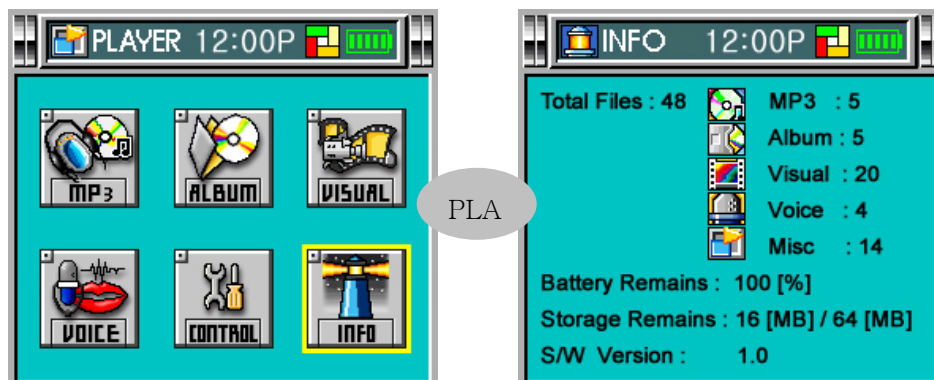 PLAYER 12:00P
MP3
ALBUM
VISUAL
VOICE
CONTROL
INFO
PLA
INFO 12:00P
Total Files : 48
MP3 : 5
Album : 5
Visual : 20
Voice : 4
Misc : 14
Battery Remains : 100 [%]
Storage Remains : 16 [MB] / 64 [MB]
S/W Version : 1.0